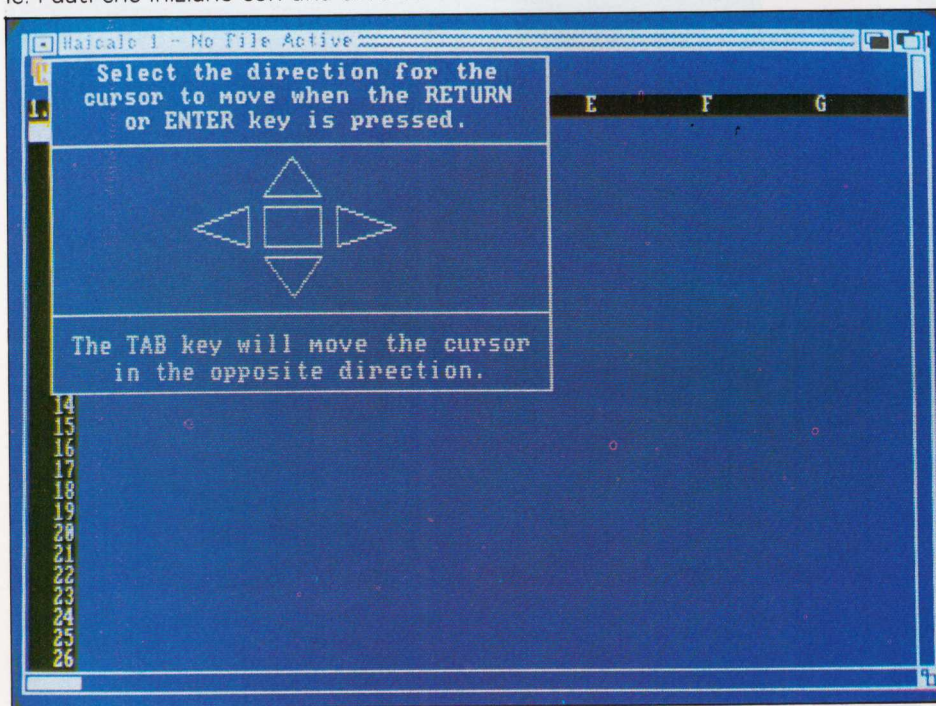 Haicalc 1 - No File Active
Select the direction for the
cursor to move when the RETURN
or ENTER key is pressed.
1.
E F G
The TAB key will move the cursor
in the opposite direction.
14
15
16
17
18
19
20
21
22
23
24
25
26